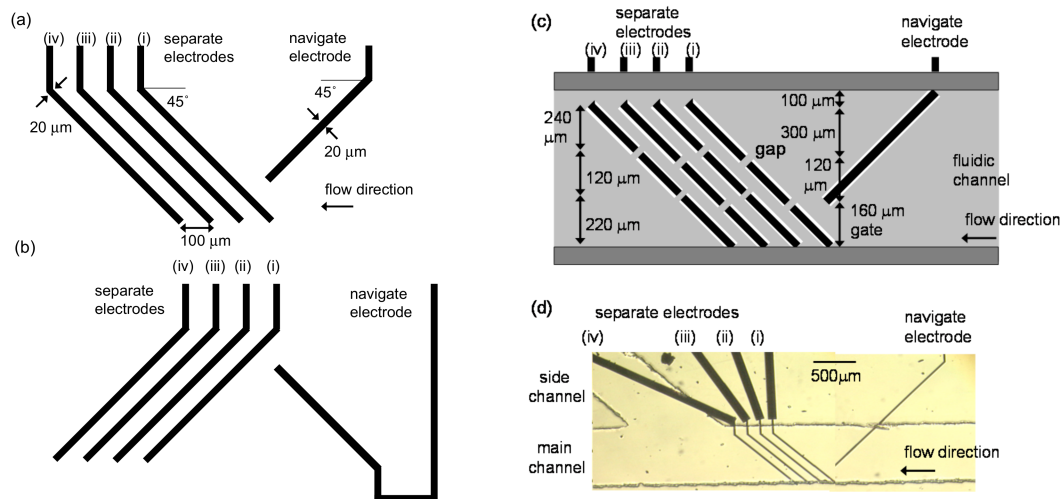 (a)
(iv) (iii) (ii) (i)
separate
electrodes
navigate
electrode
45°
45°
20 µm
20 µm
flow direction
100 µm
(b)
(iv) (iii) (ii) (i)
separate
electrodes
navigate
electrode
(c)
separate
electrodes
(iv) (iii) (ii) (i)
navigate
electrode
240
µm
120 µm
220 µm
gap
100 µm
300
µm
120
µm
160 µm
gate
fluidic
channel
flow direction
(d)
separate electrodes
(iv) (iii) (ii) (i)
navigate
electrode
side
channel
500µm
main
channel
flow direction